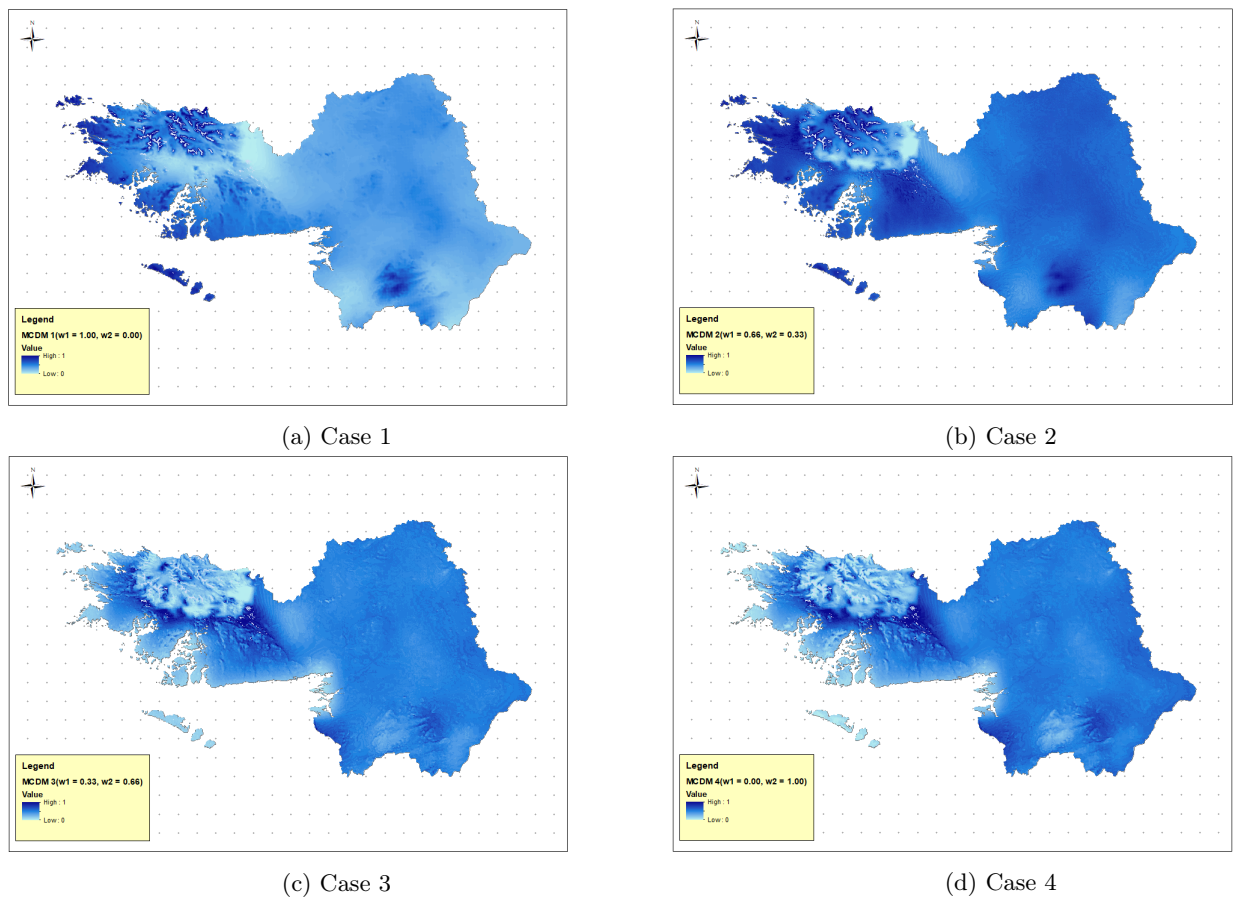 N
Legend
MCDM 1(w1 = 1.00, w2 = 0.00)
Value
High : 1
Low : 0
(a) Case 1
N
Legend
MCDM 2(w1 = 0.66, w2 = 0.33)
Value
High : 1
Low : 0
(b) Case 2
N
Legend
MCDM 3(w1 = 0.33, w2 = 0.66)
Value
High : 1
Low : 0
(c) Case 3
N
Legend
MCDM 4(w1 = 0.00, w2 = 1.00)
Value
High : 1
Low : 0
(d) Case 4